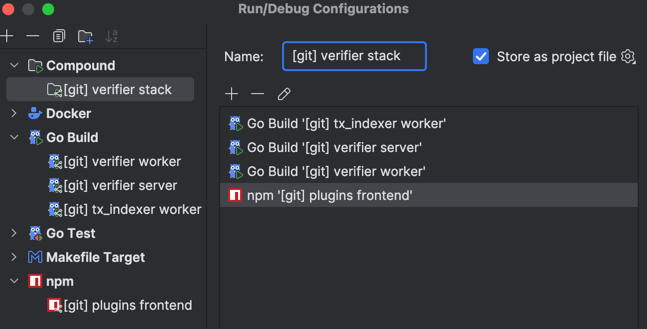 Run/Debug Configurations
Name: [git] verifier stack Store as project file
Compound
[git] verifier stack
Docker
Go Build
[git] verifier worker
[git] verifier server
[git] tx_indexer worker
Go Test
Makefile Target
npm
[git] plugins frontend
Go Build '[git] tx_indexer worker'
Go Build '[git] verifier server'
Go Build '[git] verifier worker'
npm '[git] plugins frontend'